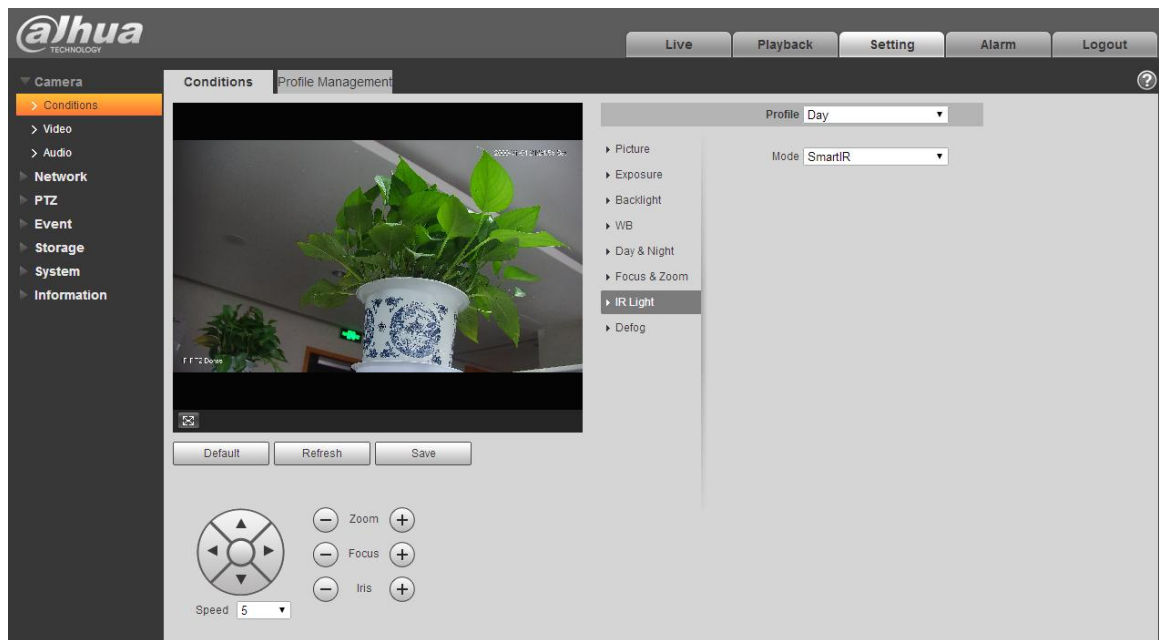 alhua
TECHNOLOGY
Live
Playback
Setting
Alarm
Logout
Camera
Conditions
Video
Audio
Network
PTZ
Event
Storage
System
Information
Conditions
Profile Management
?
Default
Refresh
Save
Zoom
Focus
Iris
Speed 5
Profile Day
Picture
Exposure
Backlight
WB
Day & Night
Focus & Zoom
IR Light
Defog
Mode SmartIR